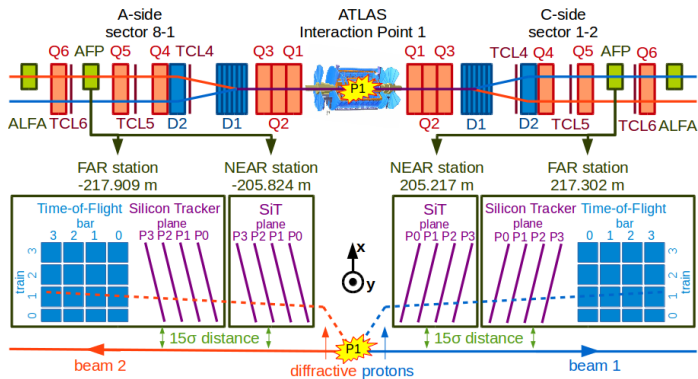 A-side
sector 8-1
ATLAS
Interaction Point 1
C-side
sector 1-2
Q6 AFP Q5 Q4 TCL4 Q3 Q1 Q1 Q3 TCL4 Q4 Q5 AFP Q6
P1
ALFA TCL6 TCL5 D2 D1 Q2 Q2 D1 D2 TCL5 TCL6 ALFA
FAR station
-217.909 m
NEAR station
-205.824 m
NEAR station
205.217 m
FAR station
217.302 m
Time-of-Flight
bar
3 2 1 0
train
3
2
1
0
Silicon Tracker
plane
P3 P2 P1 P0
SiT
plane
P3 P2 P1 P0
x
y
SiT
plane
P0 P1 P2 P3
Silicon Tracker
plane
P0 P1 P2 P3
Time-of-Flight
bar
0 1 2 3
3
2
1
0
train
15σ distance
15σ distance
P1
beam 2
diffractive protons
beam 1